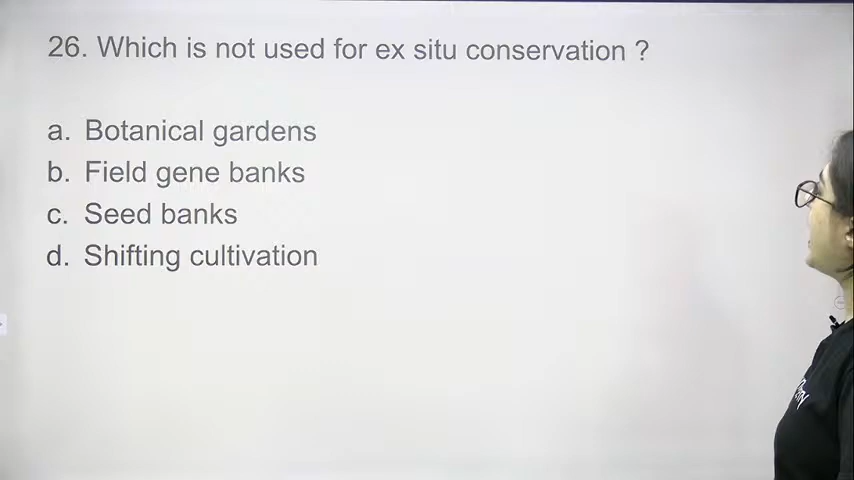 26. Which is not used for ex situ conservation ?
a. Botanical gardens
b. Field gene banks
c. Seed banks
d. Shifting cultivation